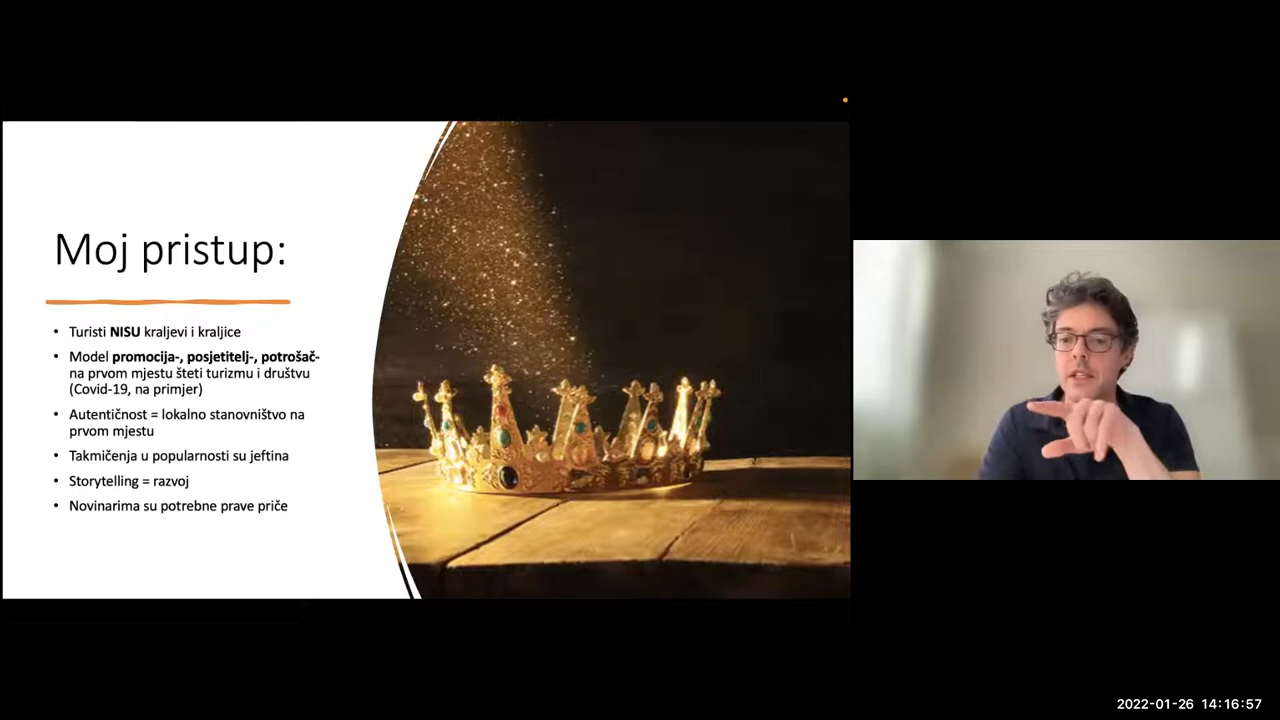 Moj pristup:
• Turisti NISU kraljevi i kraljice
• Model promocija-, posjetitelj-, potrošač-
na prvom mjestu šteti turizmu i društvu
(Covid-19, na primjer)
• Autentičnost = lokalno stanovništvo na
prvom mjestu
• Takmičenja u popularnosti su jeftina
• Storytelling = razvoj
• Novinarima su potrebne prave priče
2022-01-26 14:16:57